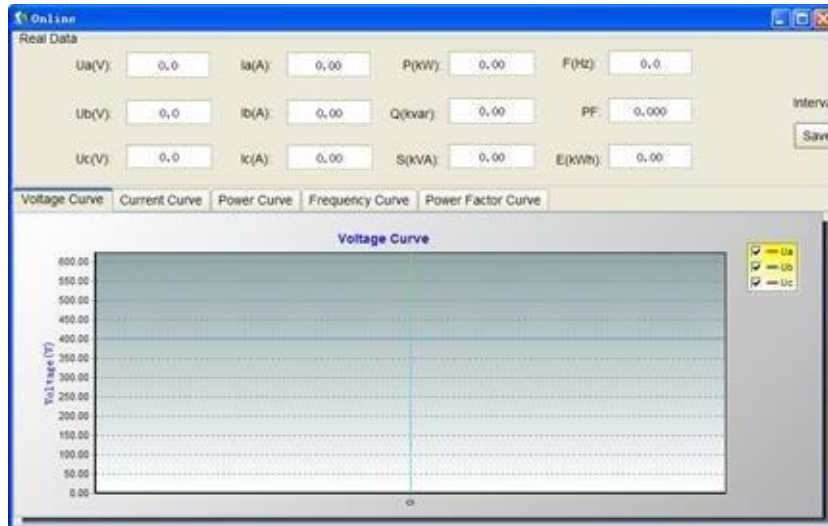 Online
Real Data
Ua(V): 0.0 Ia(A): 0.00 P(KW): 0.00 F(Hz): 0.0
Ub(V): 0.0 Ib(A): 0.00 Q(kvar): 0.00 PF: 0.000
Interva
Uc(V): 0.0 Ic(A): 0.00 S(KVA): 0.00 E(KWh): 0.00
Save
Voltage Curve Current Curve Power Curve Frequency Curve Power Factor Curve
Voltage Curve
Ua
Ub
Uc
Voltage(V)
600.00
550.00
500.00
450.00
400.00
350.00
300.00
250.00
200.00
150.00
100.00
50.00
0.00
0